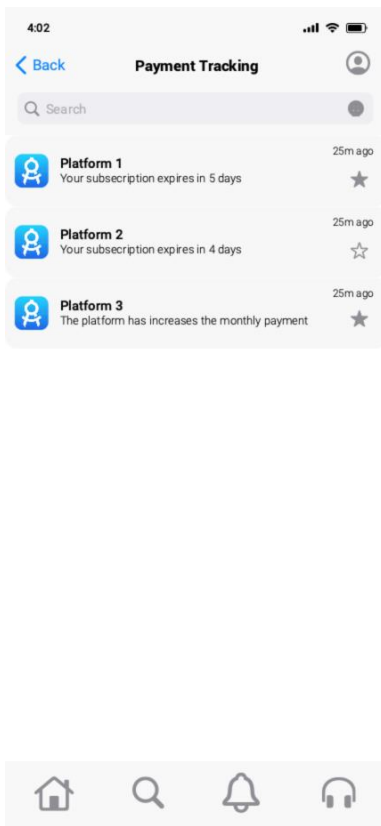 4:02
Back
Payment Tracking
Search
25m ago
Platform 1
Your subsecription expires in 5 days
25m ago
Platform 2
Your subsecription expires in 4 days
25m ago
Platform 3
The platform has increases the monthly payment